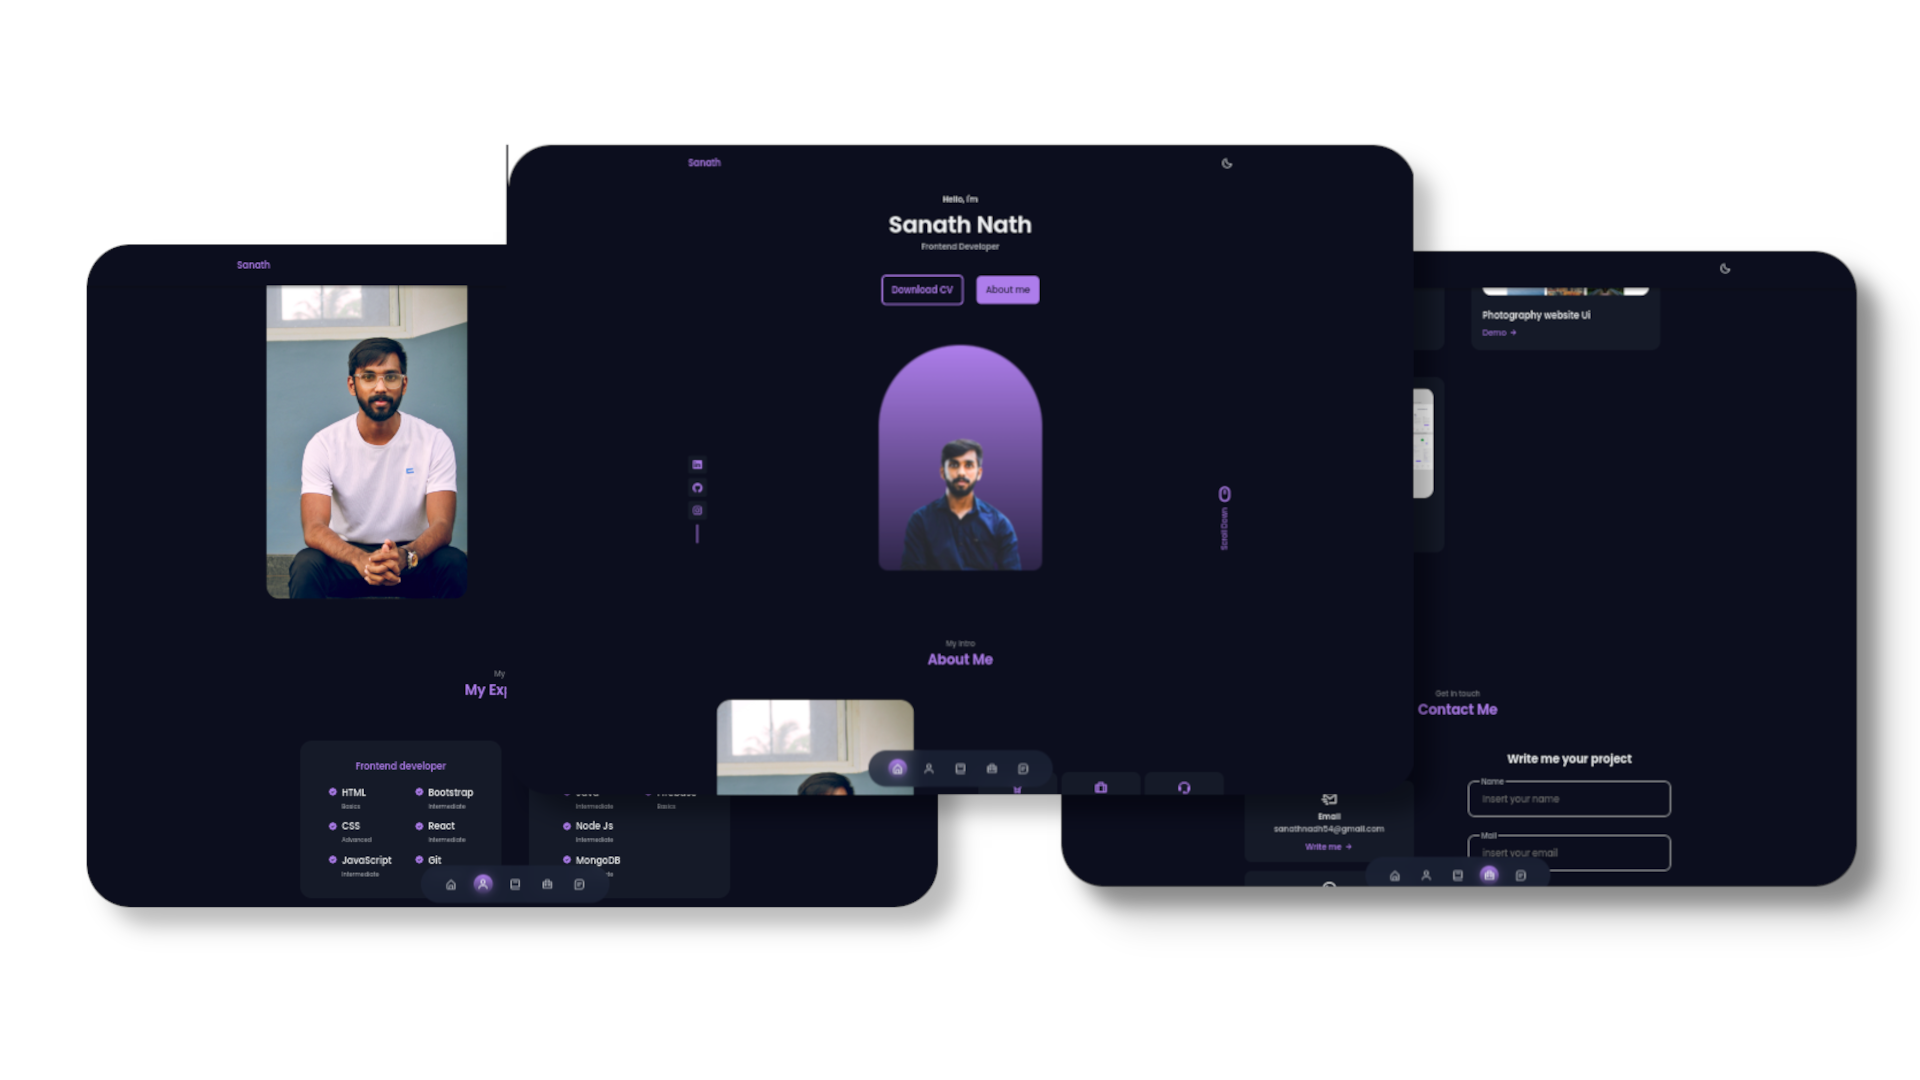 Sanath
Hello, I'm
Sanath Nath
Frontend Developer
Download CV
About me
Scroll Down
My Intro
About Me
Sanath
My
My Exp
Frontend developer
HTML
Basics
Bootstrap
Intermediate
CSS
Advanced
React
Intermediate
JavaScript
Intermediate
Git
Intermediate
Basics
Node Js
Intermediate
MongoDB
Photography website Ui
Demo
Get in touch
Contact Me
Write me your project
Name
Insert your name
Mail
Insert your email
Email
sanathnadh54@gmail.com
Write me